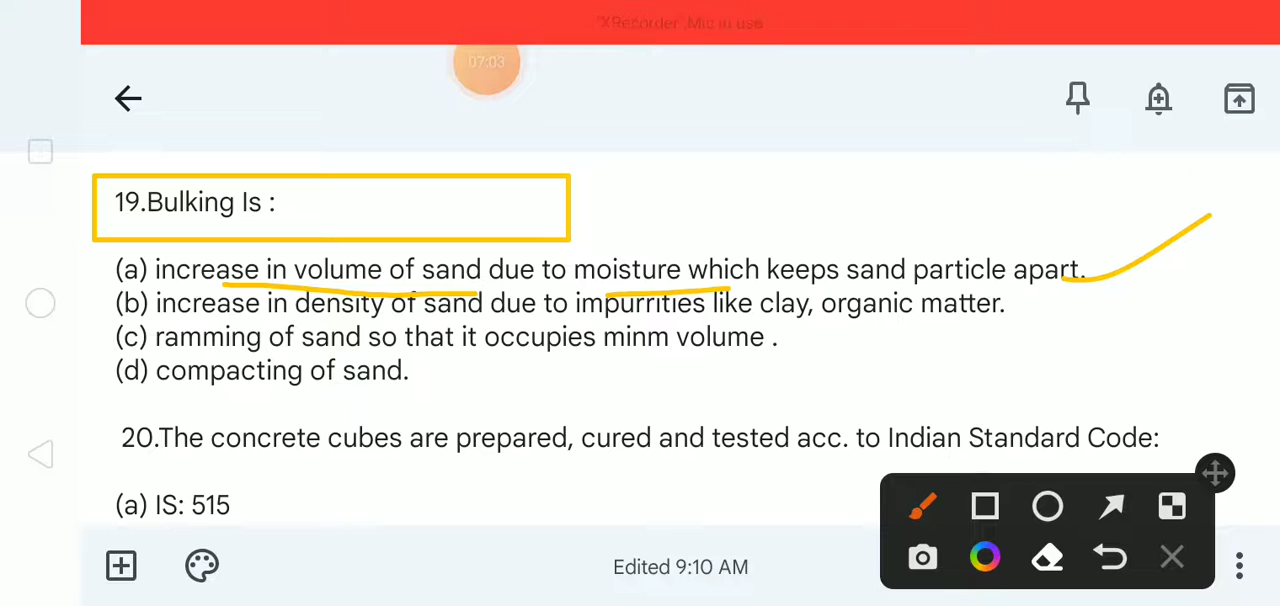 "XRecorder",Mic in use
07:03
19.Bulking Is :
(a) increase in volume of sand due to moisture which keeps sand particle apart.
(b) increase in density of sand due to impurrities like clay, organic matter.
(c) ramming of sand so that it occupies minm volume .
(d) compacting of sand.
20.The concrete cubes are prepared, cured and tested acc. to Indian Standard Code:
(a) IS: 515
Edited 9:10 AM